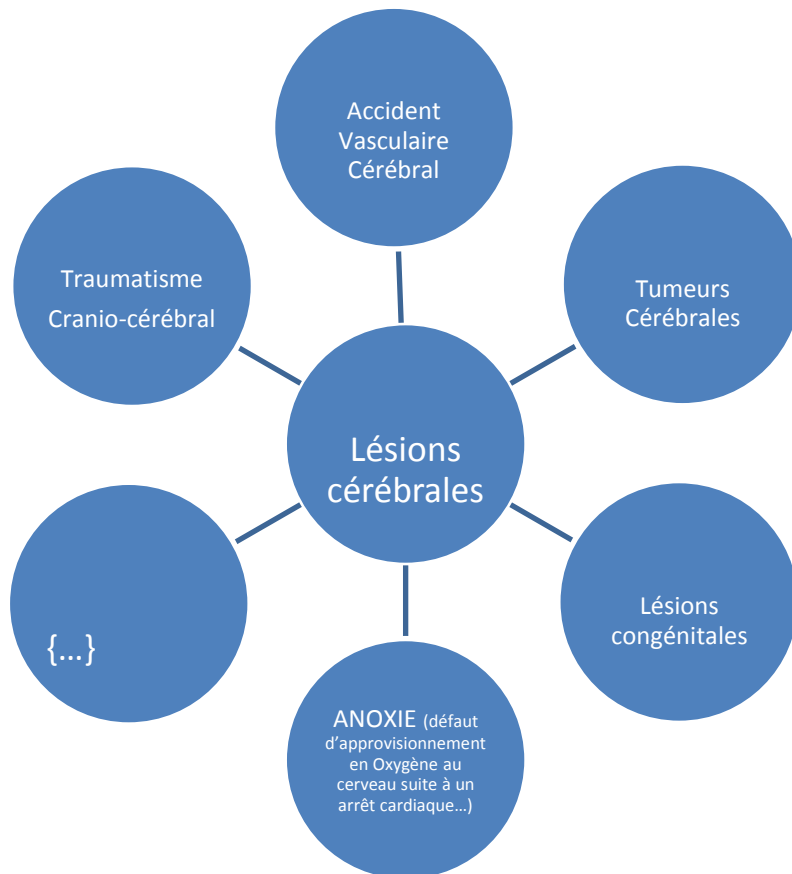 Accident
Vasculaire
Cérébral
Traumatisme
Cranio-cérébral
Tumeurs
Cérébrales
Lésions
cérébrales
{...}
Lésions
congénitales
ANOXIE (défaut
d'approvisionnement
en Oxygène au
cerveau suite à un
arrêt cardiaque…)